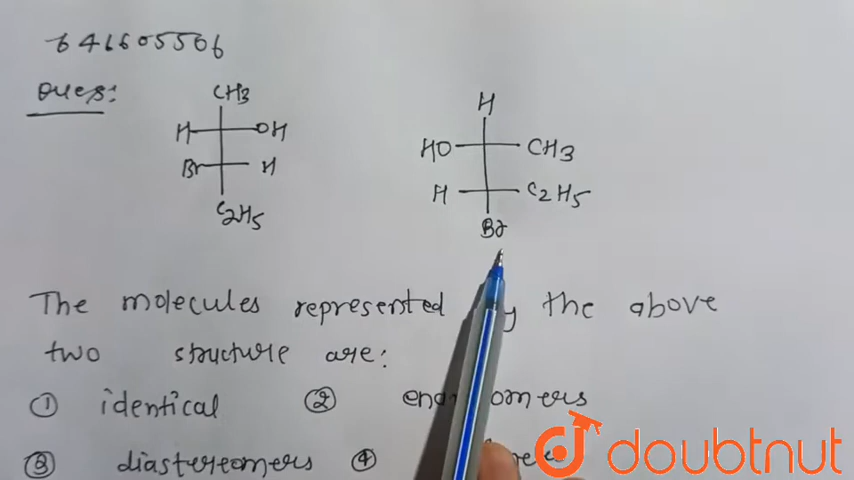 641605506
Ques:
CH3
H OH
Br H
C2H5
H
HO CH3
H C2H5
Br
The molecules represented the above
two structure are:
① identical ②
③ diastereomers ④
doubtnut